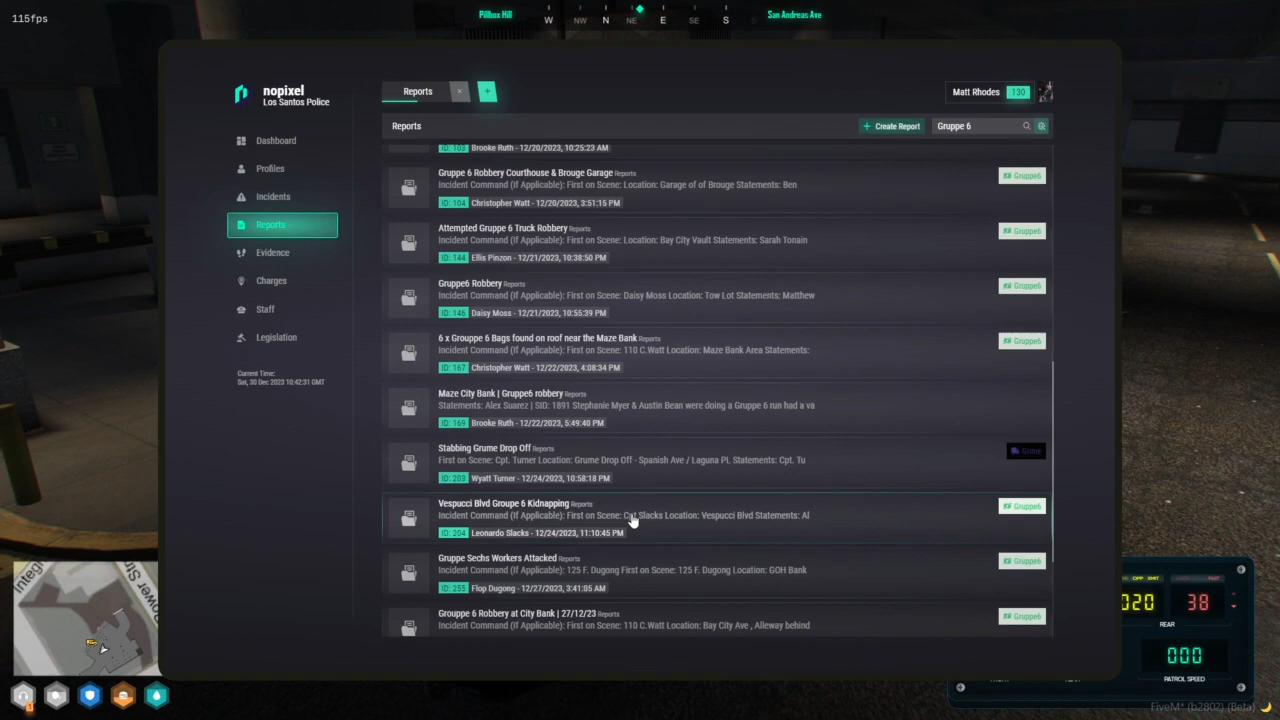 115fps
Pillbox Hill
W NW N NE E SE S
San Andreas Ave
nopixel
Los Santos Police
Dashboard
Profiles
Incidents
Reports
Evidence
Charges
Staff
Legislation
Current Time:
Sat, 30 Dec 2023 10:42:31 GMT
Reports × +
Matt Rhodes 130
Reports
+ Create Report
Gruppe 6
ID: 103 Brooke Ruth - 12/20/2023, 10:25:23 AM
Gruppe 6 Robbery Courthouse & Brouge Garage Reports
Incident Command (If Applicable): First on Scene: Location: Garage of of Brouge Statements: Ben
ID: 104 Christopher Watt - 12/20/2023, 3:51:15 PM
Gruppe6
Attempted Gruppe 6 Truck Robbery Reports
Incident Command (If Applicable): First on Scene: Location: Bay City Vault Statements: Sarah Tonain
ID: 144 Ellis Pinzon - 12/21/2023, 10:38:50 PM
Gruppe6
Gruppe6 Robbery Reports
Incident Command (If Applicable): First on Scene: Daisy Moss Location: Tow Lot Statements: Matthew
ID: 146 Daisy Moss - 12/21/2023, 10:55:39 PM
Gruppe6
6 x Grouppe 6 Bags found on roof near the Maze Bank Reports
Incident Command (If Applicable): First on Scene: 110 C.Watt Location: Maze Bank Area Statements:
ID: 167 Christopher Watt - 12/22/2023, 4:08:34 PM
Gruppe6
Maze City Bank | Gruppe6 robbery Reports
Statements: Alex Suarez | SID: 1891 Stephanie Myer & Austin Bean were doing a Gruppe 6 run had a va
ID: 169 Brooke Ruth - 12/22/2023, 5:49:40 PM
Stabbing Grume Drop Off Reports
First on Scene: Cpt. Turner Location: Grume Drop Off - Spanish Ave / Laguna PL Statements: Cpt. Tu
ID: 203 Wyatt Turner - 12/24/2023, 10:58:18 PM
Grime
Vespucci Blvd Groupe 6 Kidnapping Reports
Incident Command (If Applicable): First on Scene: Cpt Slacks Location: Vespucci Blvd Statements: Al
ID: 204 Leonardo Slacks - 12/24/2023, 11:10:45 PM
Gruppe6
Gruppe Sechs Workers Attacked Reports
Incident Command (If Applicable): 125 F. Dugong First on Scene: 125 F. Dugong Location: GOH Bank
ID: 255 Flop Dugong - 12/27/2023, 3:41:05 AM
Gruppe6
Grouppe 6 Robbery at City Bank | 27/12/23 Reports
Incident Command (If Applicable): First on Scene: 110 C.Watt Location: Bay City Ave , Alleway behind
Gruppe6
OPP XMIT
020 38
REAR
000
PATROL SPEED
FiveM* (b2802) (Beta)